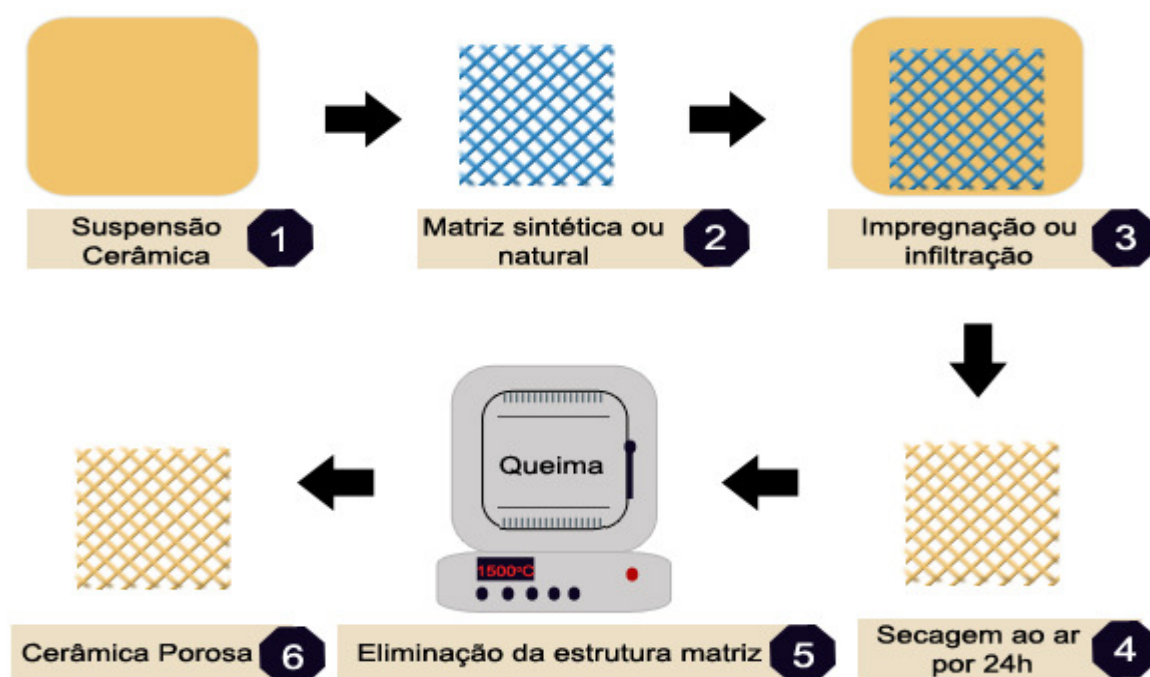 Suspensão
Cerâmica
1
Matriz sintética ou
natural
2
Impregnação ou
infiltração
3
Secagem ao ar
por 24h
4
Queima
1500°C
Eliminação da estrutura matriz
5
Cerâmica Porosa
6